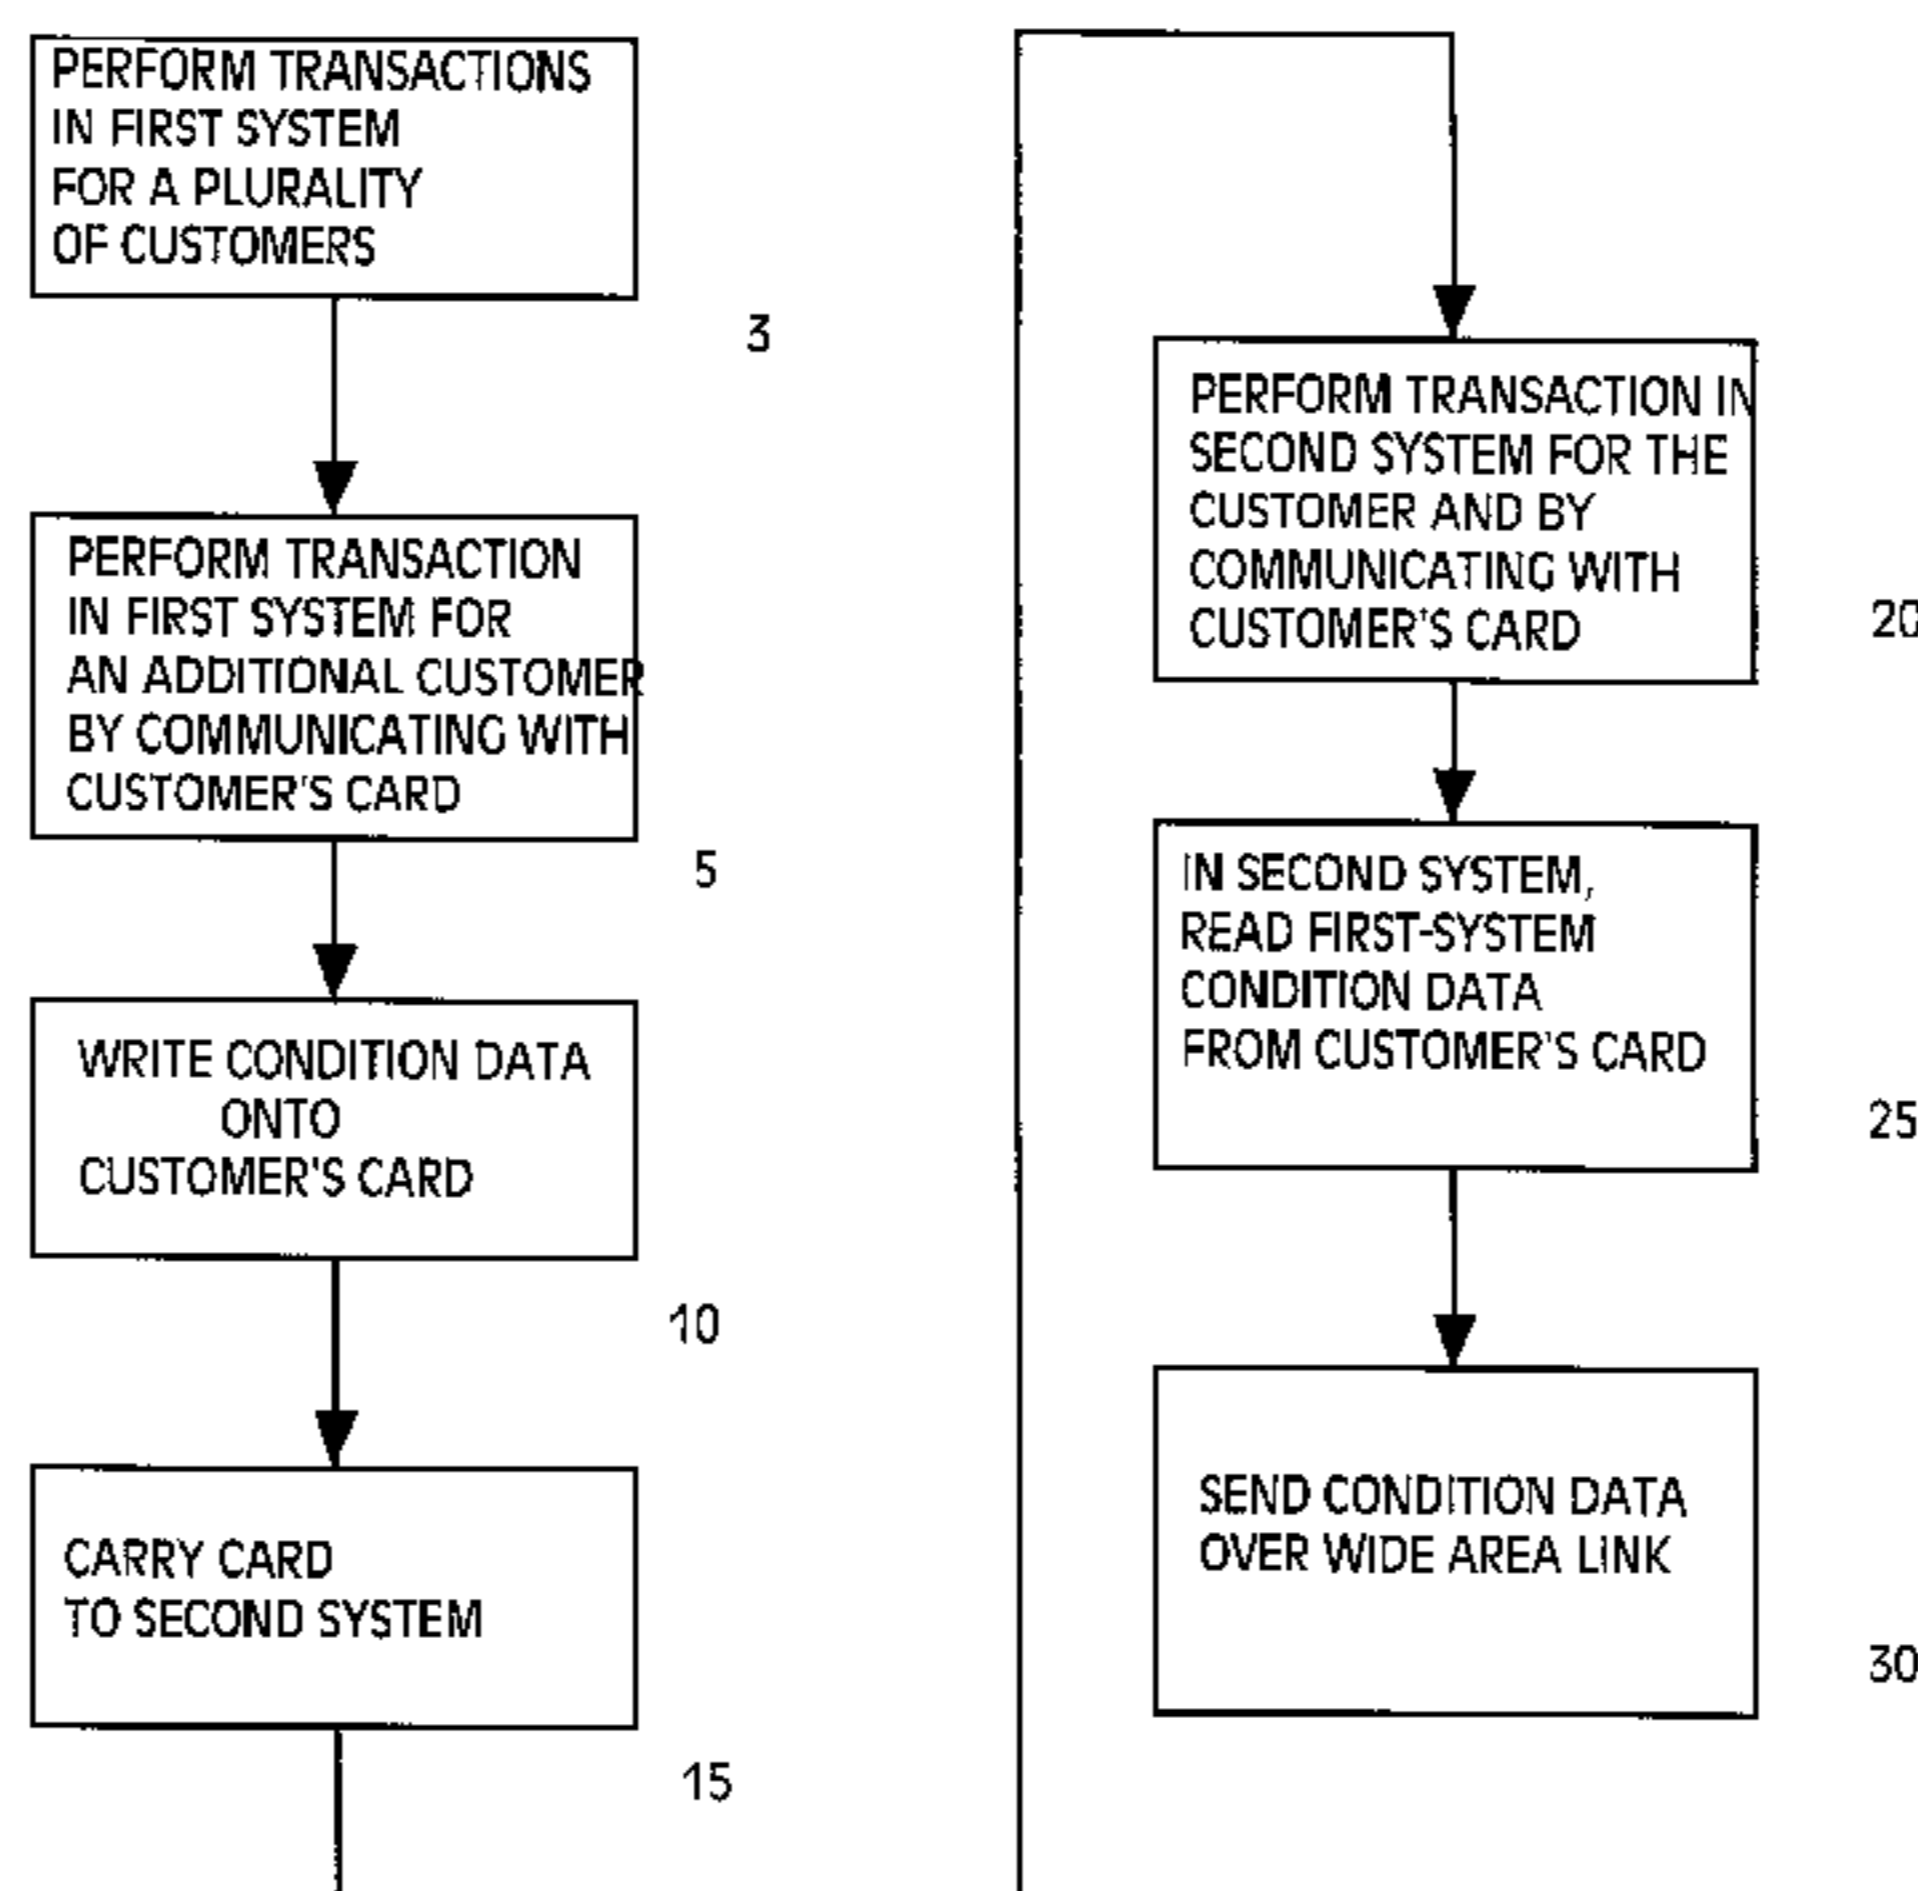 PERFORM TRANSACTIONS
IN FIRST SYSTEM
FOR A PLURALITY
OF CUSTOMERS
3
PERFORM TRANSACTION
IN FIRST SYSTEM FOR
AN ADDITIONAL CUSTOMER
BY COMMUNICATING WITH
CUSTOMER'S CARD
5
WRITE CONDITION DATA
ONTO
CUSTOMER'S CARD
10
CARRY CARD
TO SECOND SYSTEM
15
PERFORM TRANSACTION IN
SECOND SYSTEM FOR THE
CUSTOMER AND BY
COMMUNICATING WITH
CUSTOMER'S CARD
20
IN SECOND SYSTEM,
READ FIRST-SYSTEM
CONDITION DATA
FROM CUSTOMER'S CARD
25
SEND CONDITION DATA
OVER WIDE AREA LINK
30